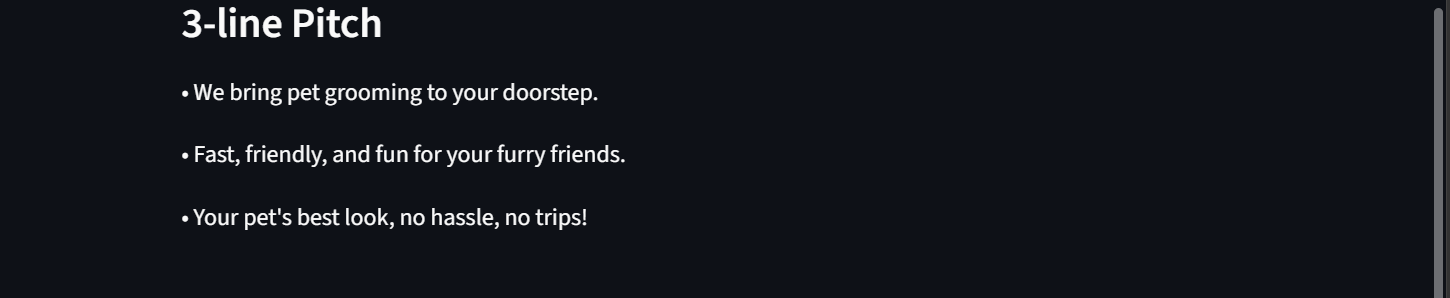 3-line Pitch
• We bring pet grooming to your doorstep.
• Fast, friendly, and fun for your furry friends.
• Your pet's best look, no hassle, no trips!